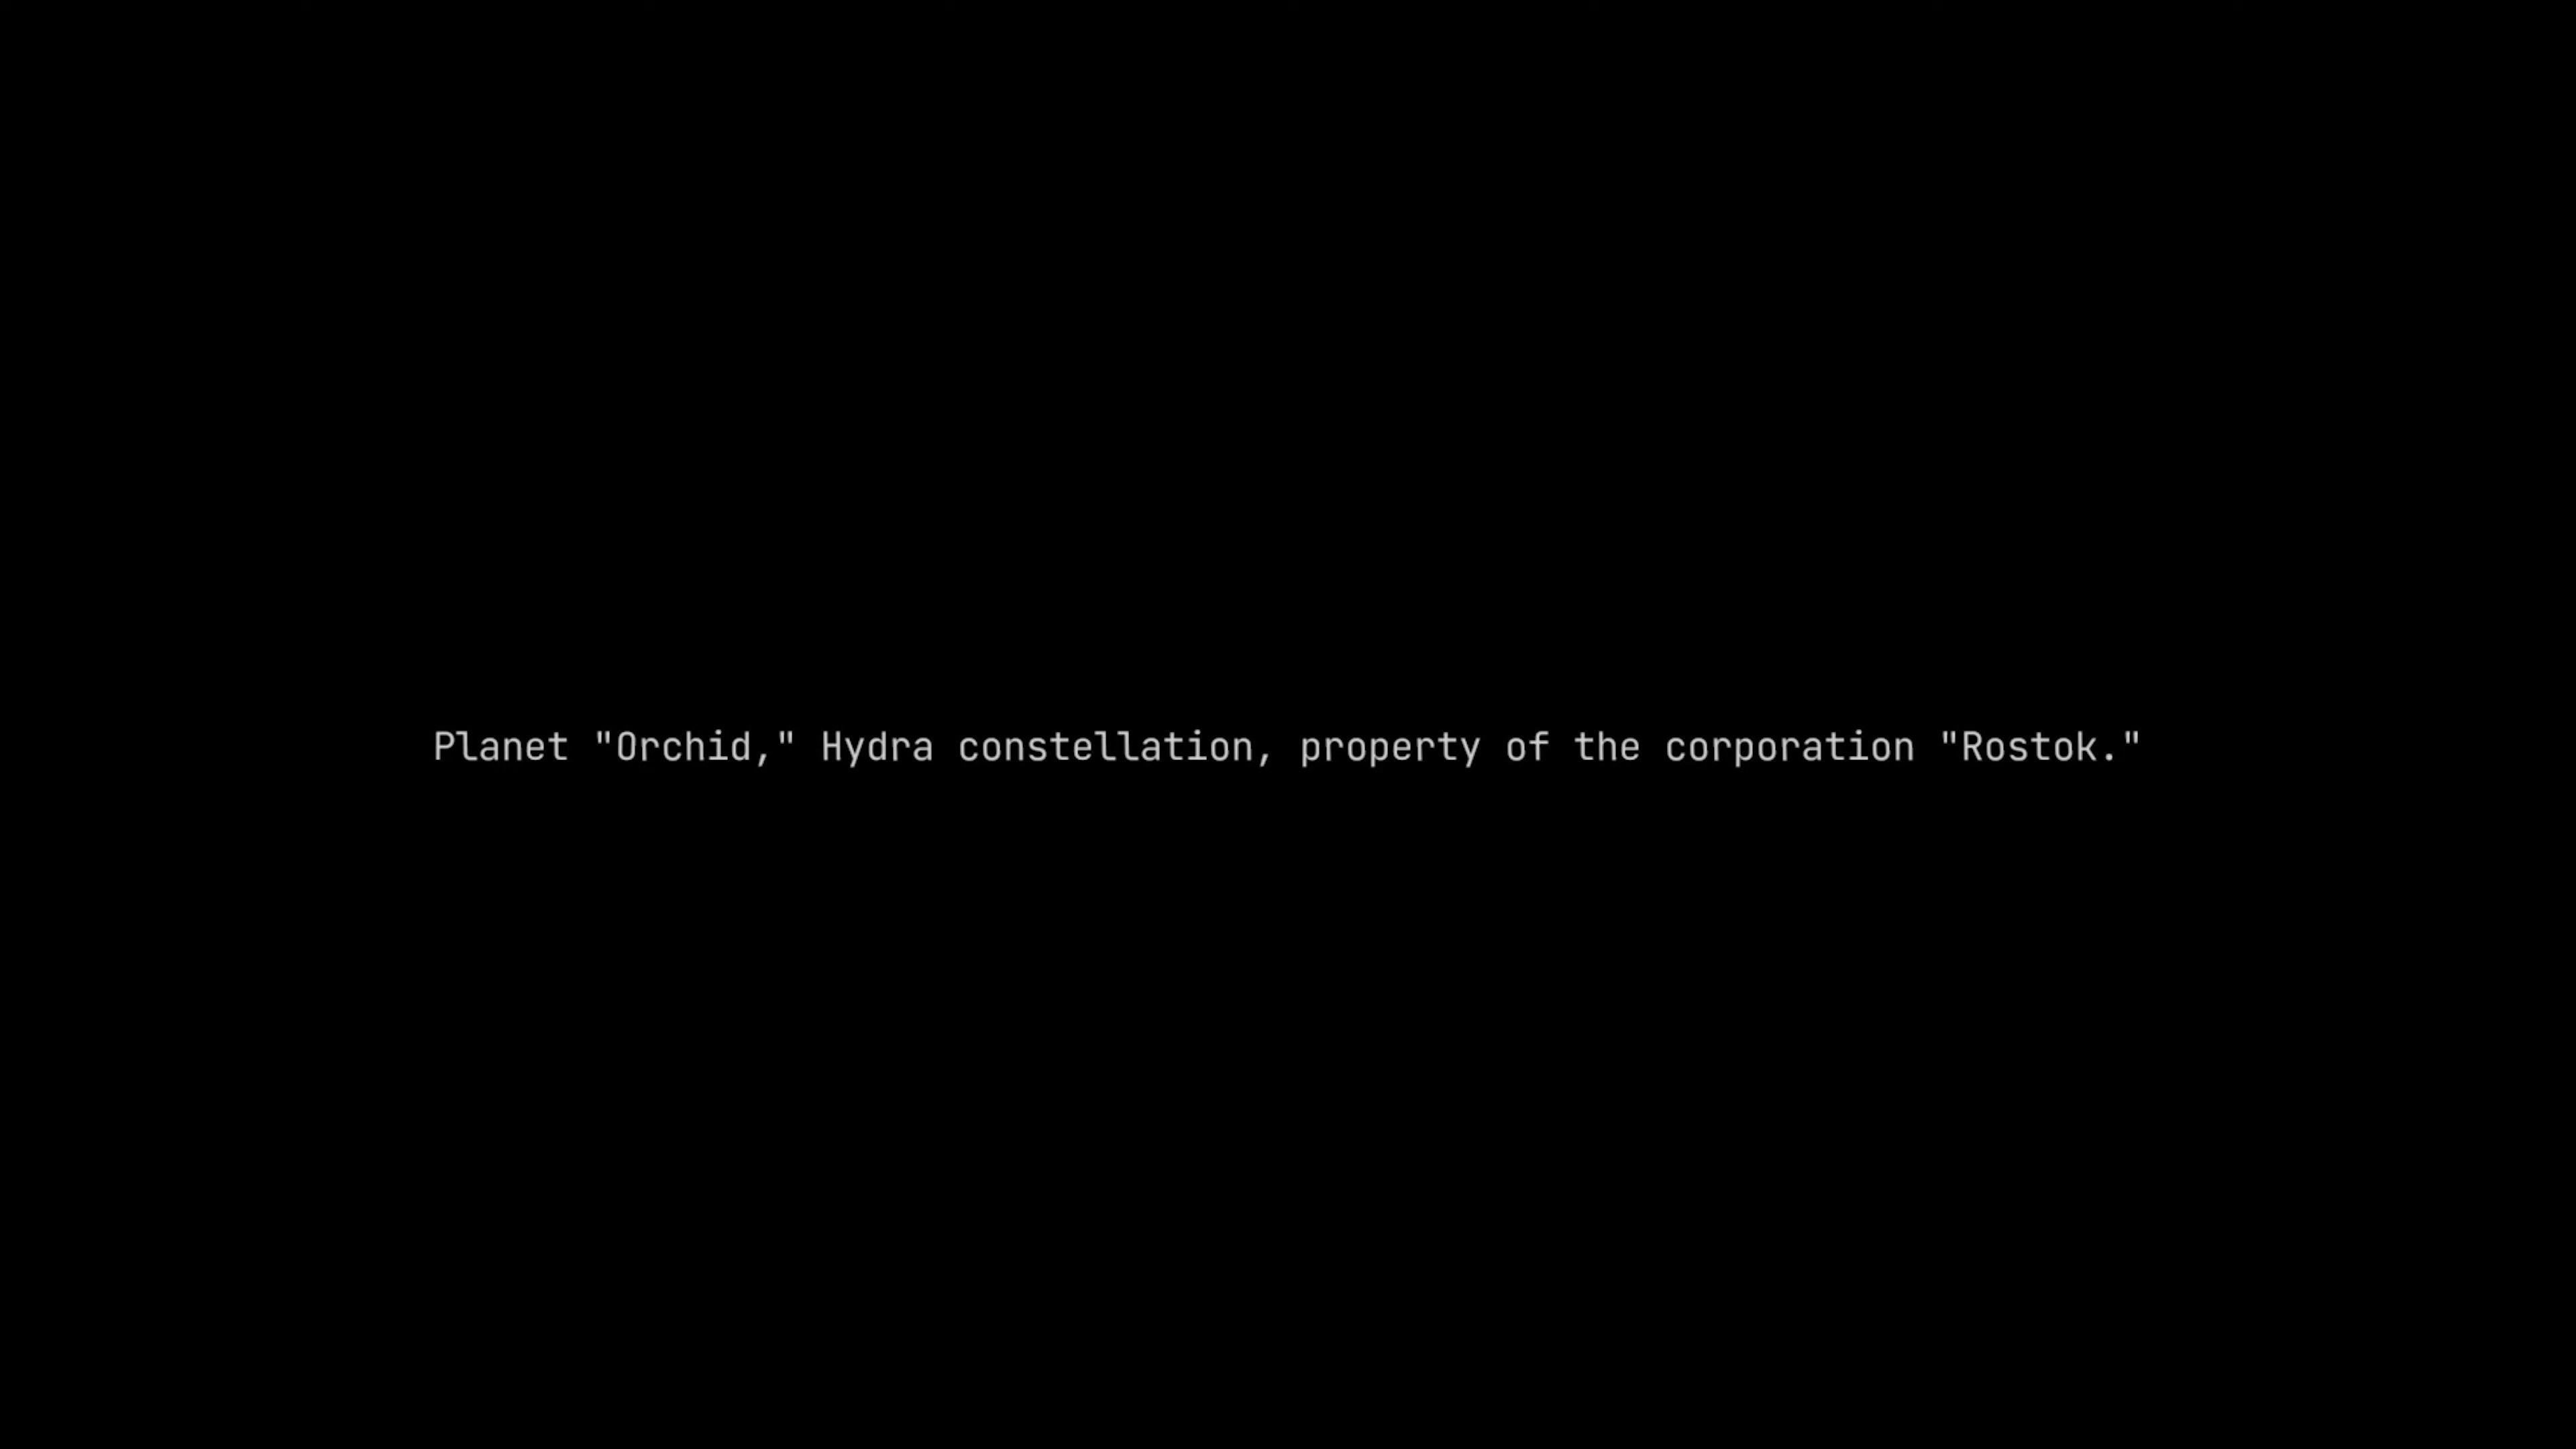 Planet "Orchid," Hydra constellation, property of the corporation "Rostok."